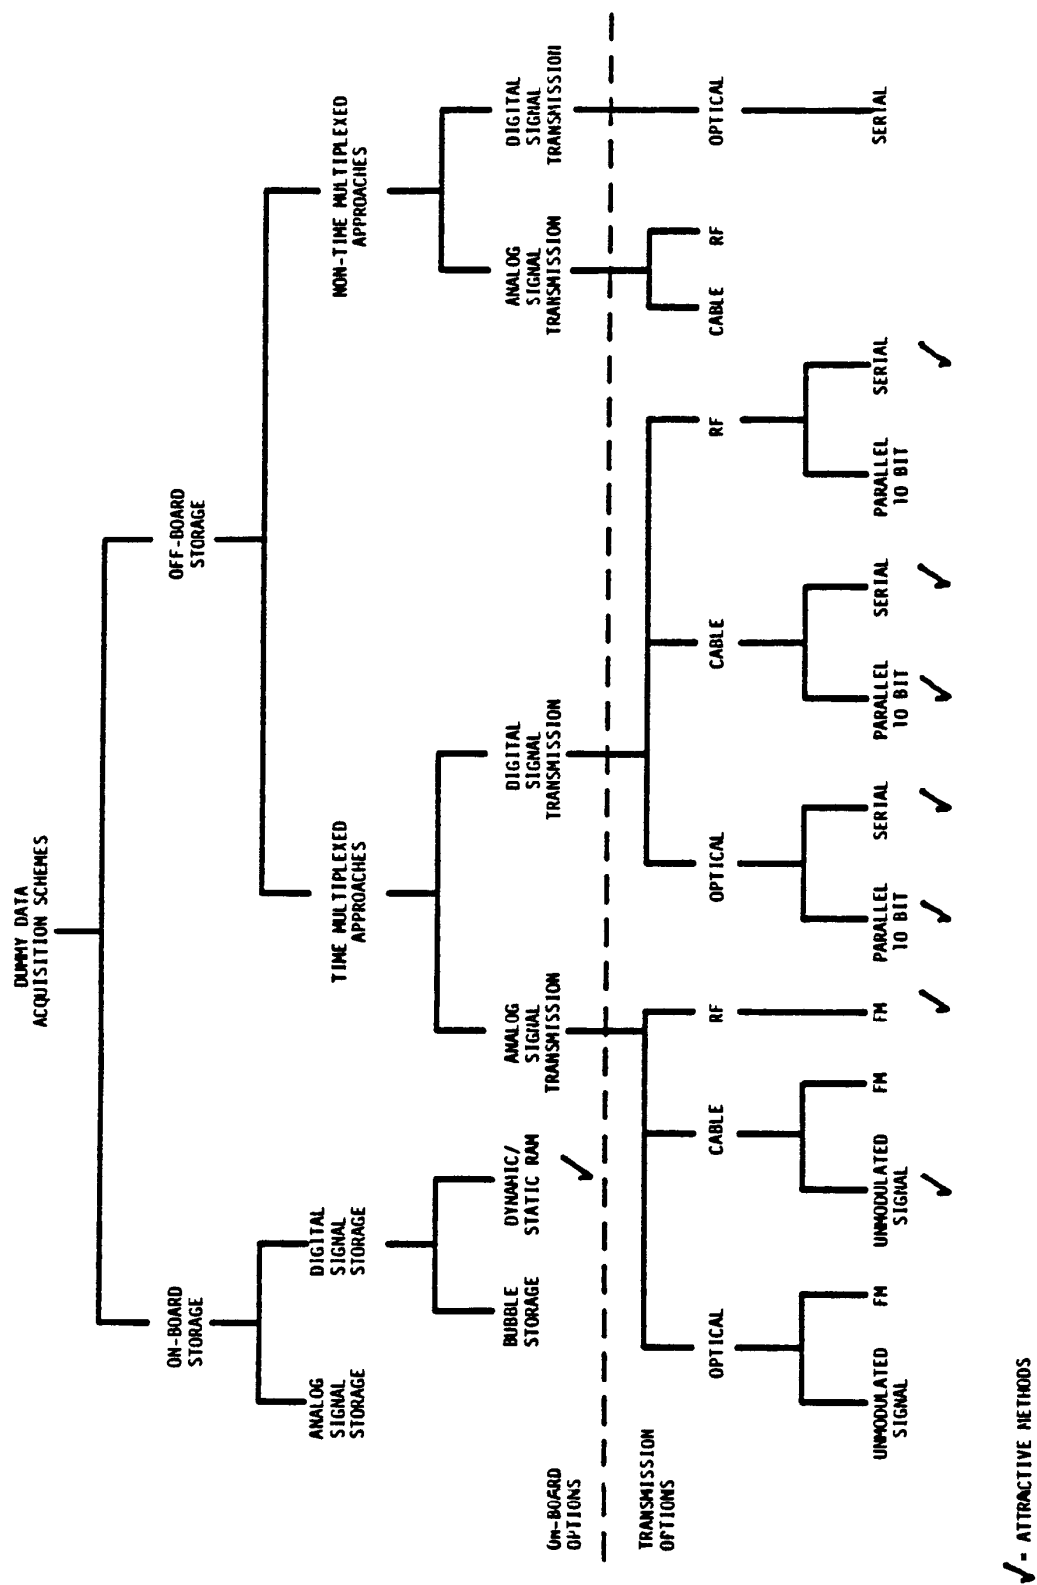 DUMMY DATA
ACQUISITION SCHEMES
ON-BOARD
STORAGE
OFF-BOARD
STORAGE
ANALOG
SIGNAL
STORAGE
DIGITAL
SIGNAL
STORAGE
TIME MULTIPLEXED
APPROACHES
NON-TIME MULTIPLEXED
APPROACHES
BUBBLE
STORAGE
DYNAMIC/
STATIC RAM
ANALOG
SIGNAL
TRANSMISSION
DIGITAL
SIGNAL
TRANSMISSION
ANALOG
SIGNAL
TRANSMISSION
DIGITAL
SIGNAL
TRANSMISSION
ON-BOARD
OPTIONS
TRANSMISSION
OPTIONS
OPTICAL
CABLE
RF
OPTICAL
CABLE
RF
CABLE
RF
OPTICAL
UNMODULATED
SIGNAL
FM
UNMODULATED
SIGNAL
FM
FM
PARALLEL
10 BIT
SERIAL
PARALLEL
10 BIT
SERIAL
PARALLEL
10 BIT
SERIAL
SERIAL
✓ = ATTRACTIVE METHODS